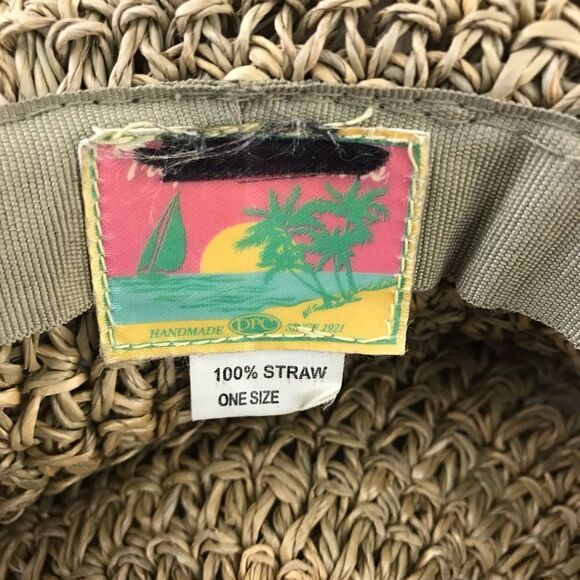 HANDMADE DPC SINCE 1921
100% STRAW
ONE SIZE